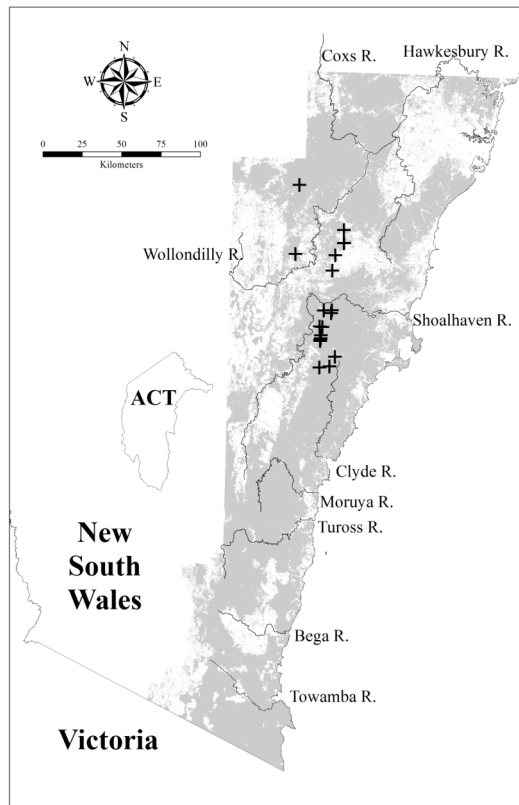 Coxs R.
Hawkesbury R.
N
W E
S
0 25 50 75 100
Kilometers
Wollondilly R.
Shoalhaven R.
ACT
Clyde R.
Moruya R.
Tuross R.
New
South
Wales
Bega R.
Towamba R.
Victoria